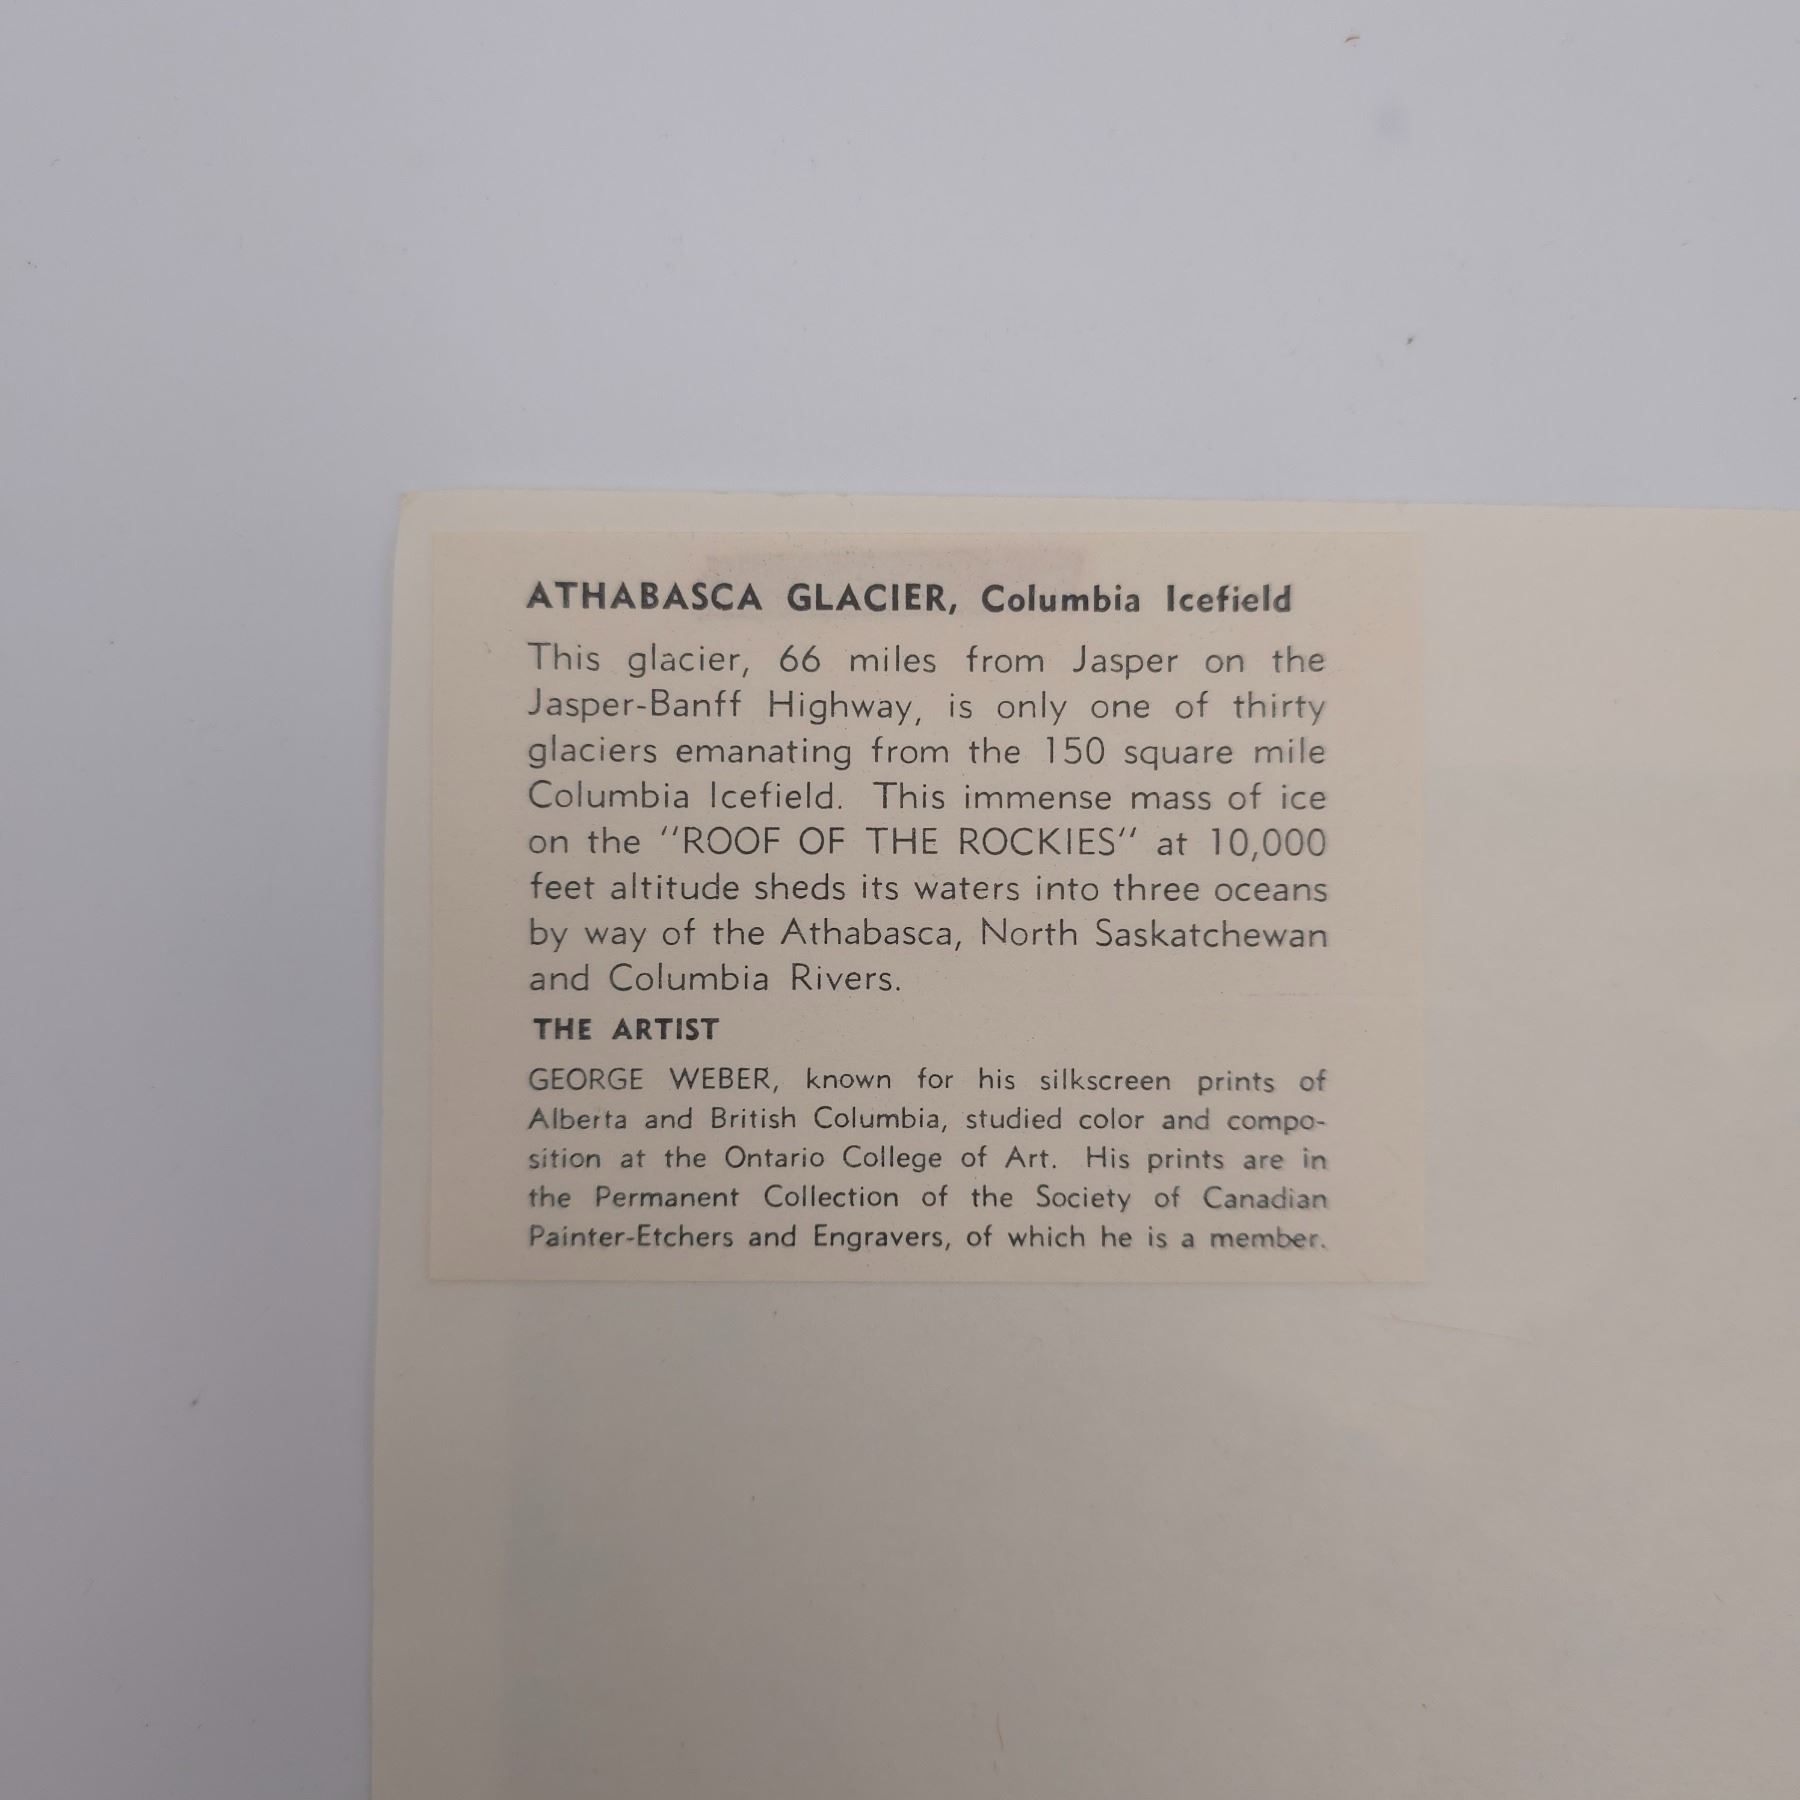 ATHABASCA GLACIER, Columbia Icefield
This glacier, 66 miles from Jasper on the
Jasper-Banff Highway, is only one of thirty
glaciers emanating from the 150 square mile
Columbia Icefield. This immense mass of ice
on the "ROOF OF THE ROCKIES" at 10,000
feet altitude sheds its waters into three oceans
by way of the Athabasca, North Saskatchewan
and Columbia Rivers.
THE ARTIST
GEORGE WEBER, known for his silkscreen prints of
Alberta and British Columbia, studied color and compo-
sition at the Ontario College of Art. His prints are in
the Permanent Collection of the Society of Canadian
Painter-Etchers and Engravers, of which he is a member.